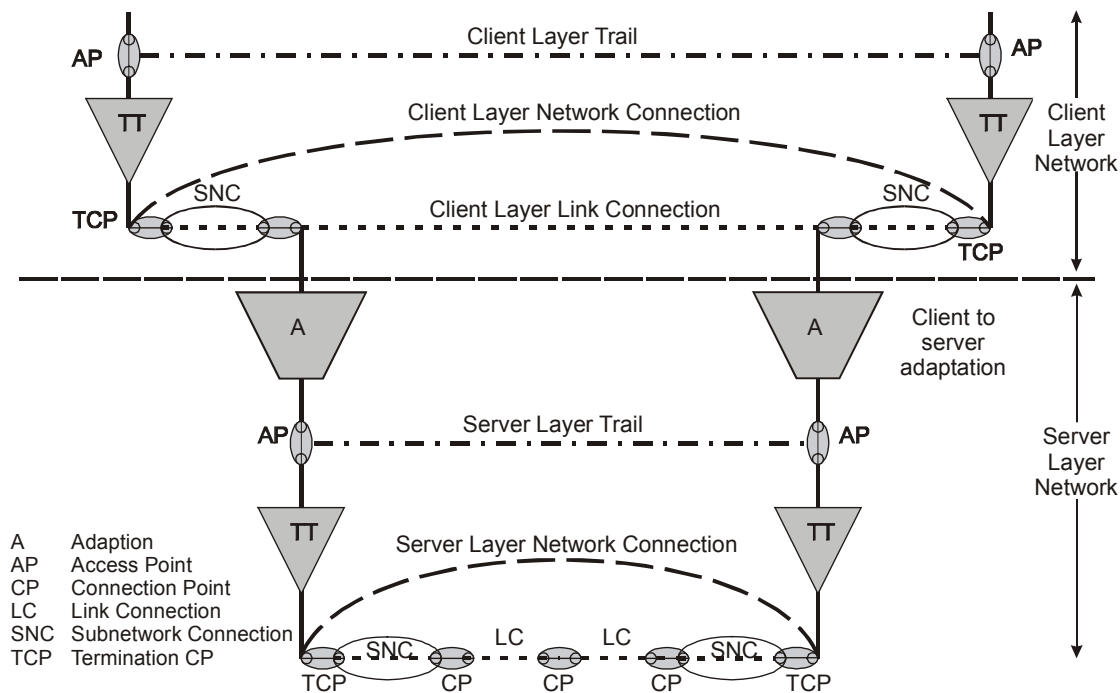 Client Layer Trail
AP
AP
TT
TT
Client Layer Network Connection
Client
Layer
Network
SNC
SNC
TCP
Client Layer Link Connection
TCP
A
A
Client to
server
adaptation
Server Layer Trail
AP
AP
Server
Layer
Network
TT
TT
Server Layer Network Connection
A Adaption
AP Access Point
CP Connection Point
LC Link Connection
SNC Subnetwork Connection
TCP Termination CP
SNC
LC
LC
SNC
TCP
CP
CP
CP
TCP